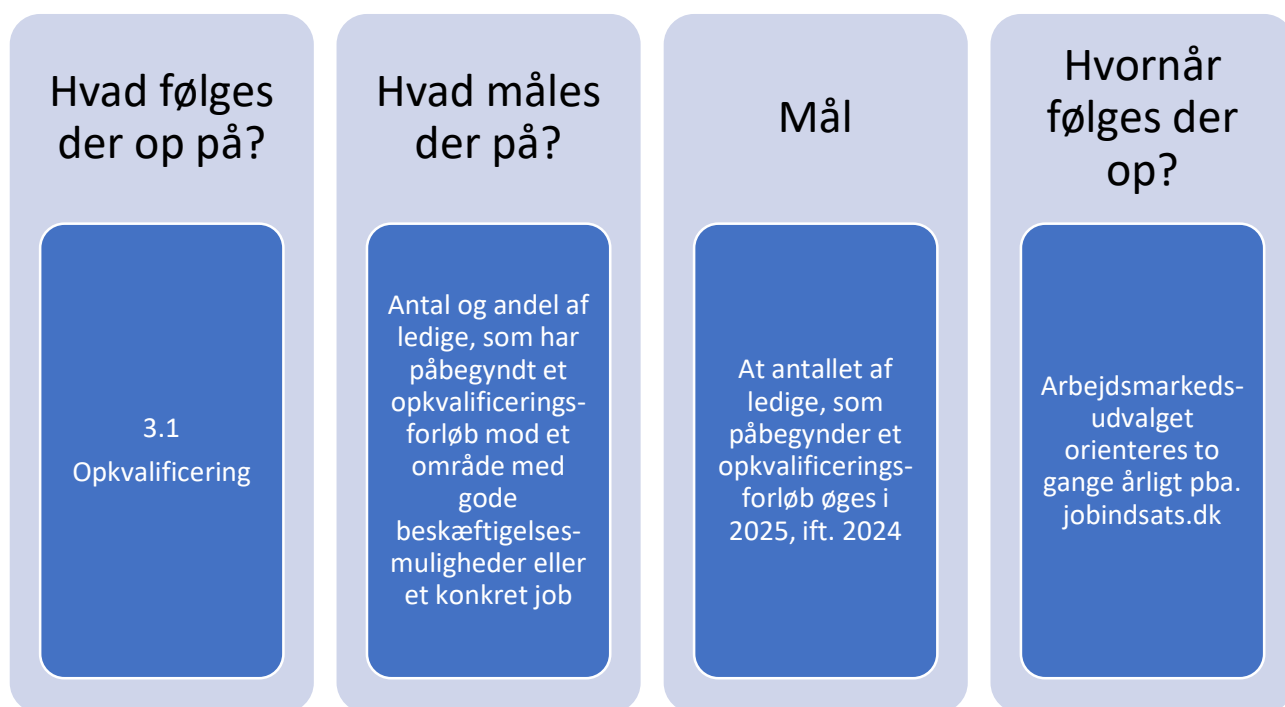 Hvad følges
der op på?
3.1
Opkvalificering
Hvad måles
der på?
Antal og andel af
ledige, som har
påbegyndt et
opkvalificerings-
forløb mod et
område med
gode
beskæftigelses-
muligheder eller
et konkret job
Mål
At antallet af
ledige, som
påbegynder et
opkvalificerings-
forløb øges i
2025, ift. 2024
Hvornår
følges der
op?
Arbejdsmarkeds-
udvalget
orienteres to
gange årligt pba.
jobindsats.dk